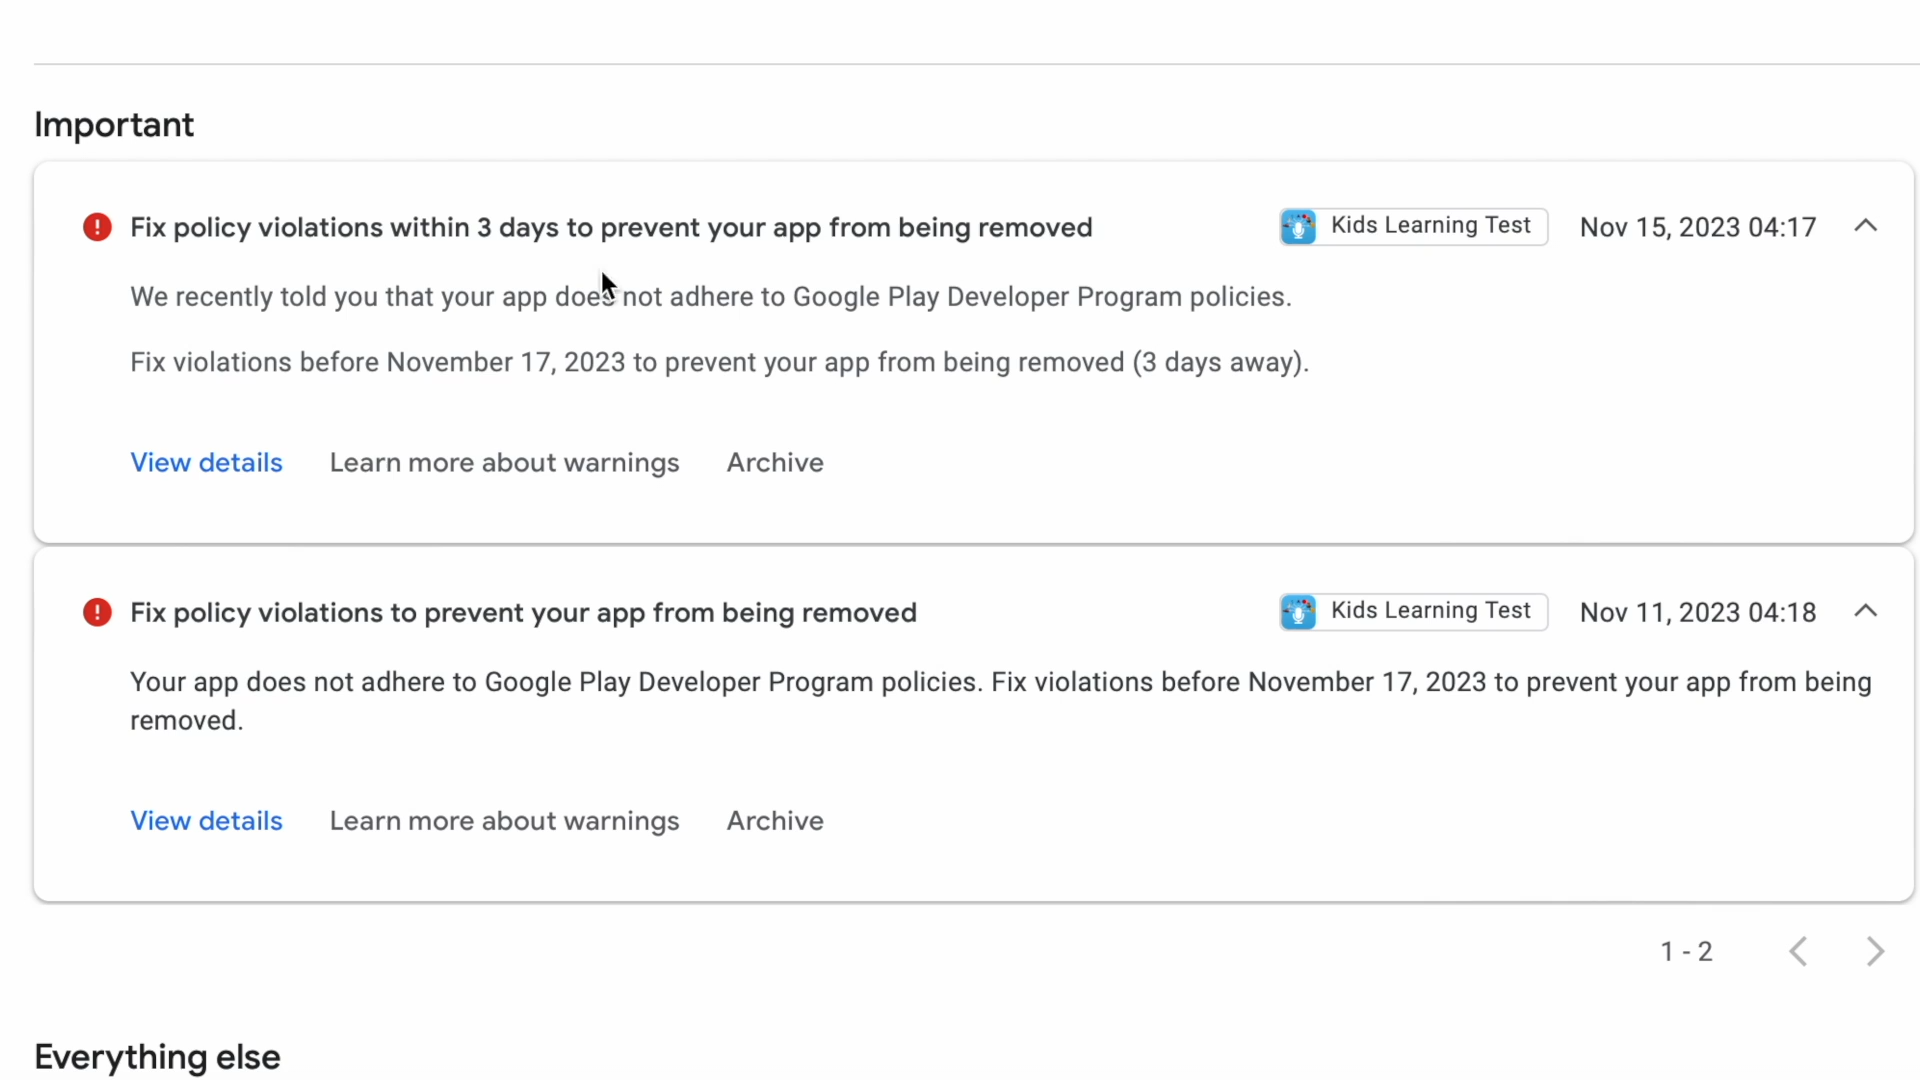 Important
Fix policy violations within 3 days to prevent your app from being removed Kids Learning Test Nov 15, 2023 04:17
We recently told you that your app does not adhere to Google Play Developer Program policies.
Fix violations before November 17, 2023 to prevent your app from being removed (3 days away).
View details Learn more about warnings Archive
Fix policy violations to prevent your app from being removed Kids Learning Test Nov 11, 2023 04:18
Your app does not adhere to Google Play Developer Program policies. Fix violations before November 17, 2023 to prevent your app from being
removed.
View details Learn more about warnings Archive
1 - 2
Everything else